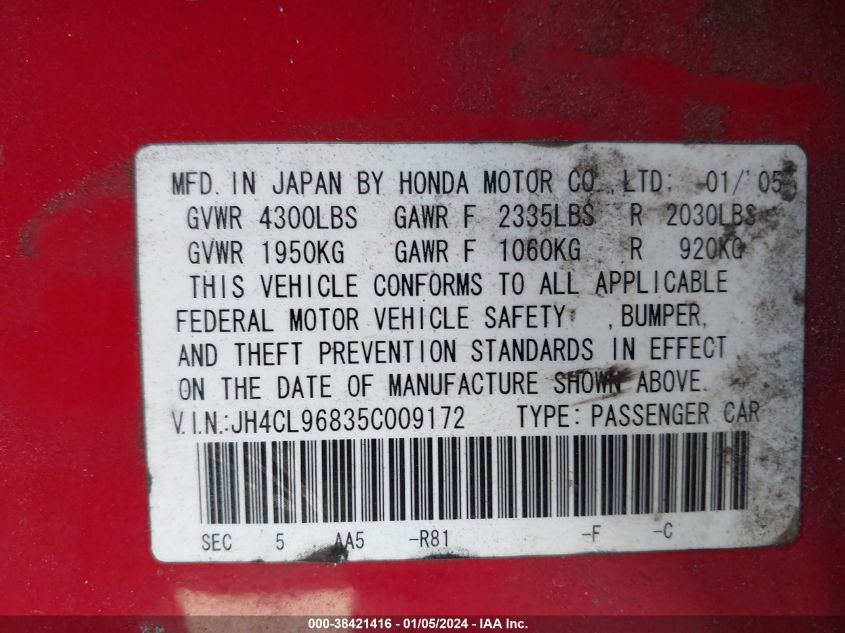 MFD. IN JAPAN BY HONDA MOTOR CO., LTD: 01/'05
GVWR 4300LBS GAWR F 2335LBS R 2030LBS
GVWR 1950KG GAWR F 1060KG R 920KG
THIS VEHICLE CONFORMS TO ALL APPLICABLE
FEDERAL MOTOR VEHICLE SAFETY , BUMPER,
AND THEFT PREVENTION STANDARDS IN EFFECT
ON THE DATE OF MANUFACTURE SHOWN ABOVE.
V.I.N.:JH4CL96835C009172 TYPE: PASSENGER CAR
SEC 5 AA5 -R81 -F -C
000-38421416 - 01/05/2024 - IAA Inc.